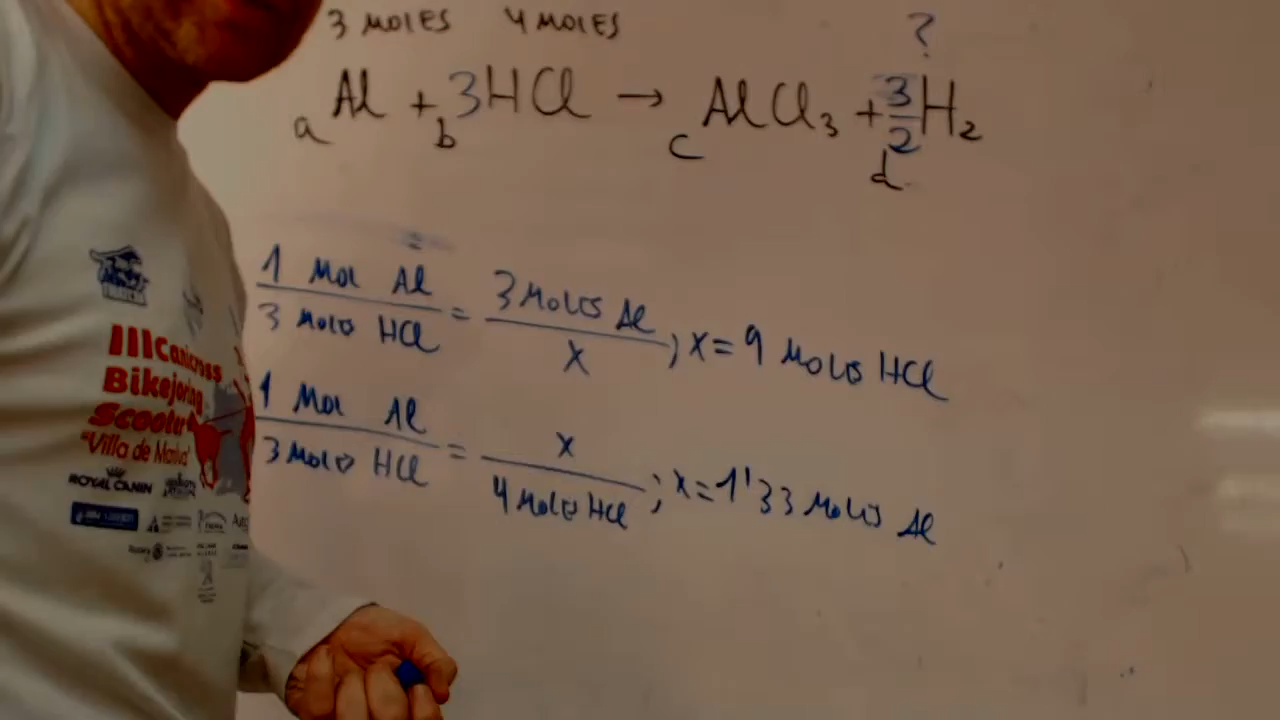 3 MOLES 4 MOLES ?
a Al + b 3HCl → c AlCl₃ + d 3/2 H₂
1 Mol Al / 3 Moles HCl = 3 Moles Al / X ; X = 9 Moles HCl
1 Mol Al / 3 Moles HCl = X / 4 Moles HCl ; X = 1'33 Moles Al
III Canicross
Bikejoring
Scooter
"Villa de
ROYAL CANIN